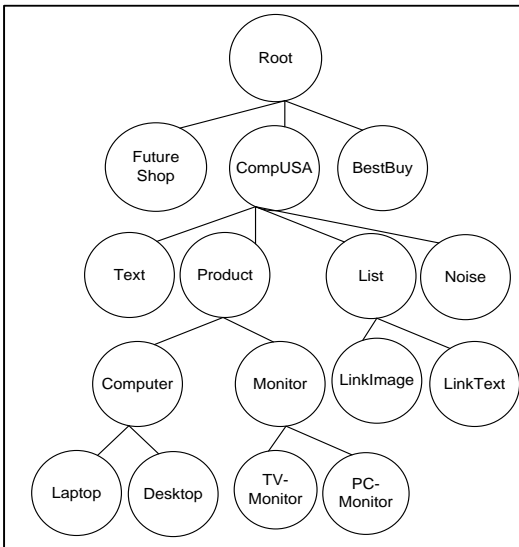 Root
Future
Shop
CompUSA
BestBuy
Text
Product
List
Noise
Computer
Monitor
LinkImage
LinkText
Laptop
Desktop
TV-
Monitor
PC-
Monitor